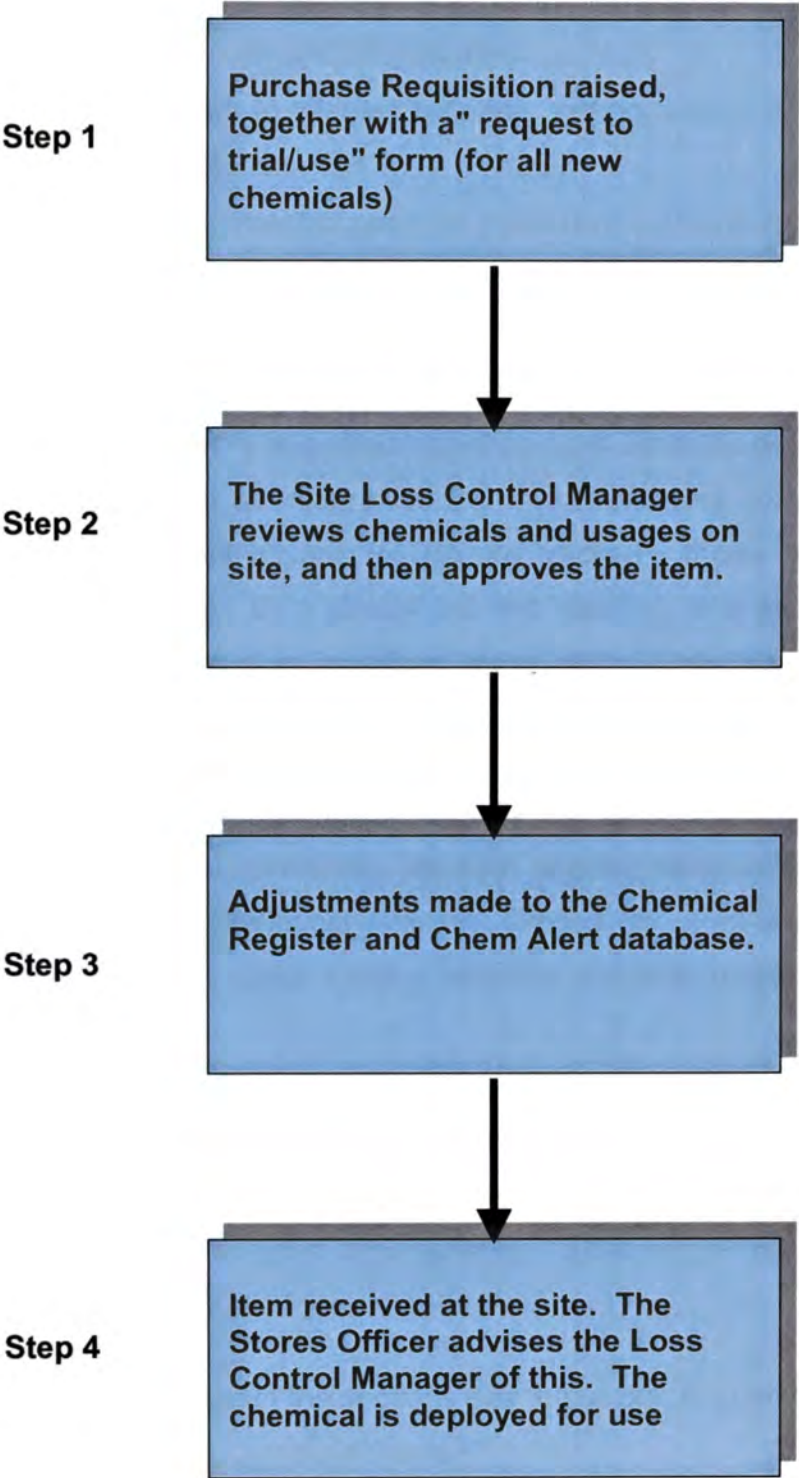 Step 1
Purchase Requisition raised,
together with a" request to
trial/use" form (for all new
chemicals)
Step 2
The Site Loss Control Manager
reviews chemicals and usages on
site, and then approves the item.
Step 3
Adjustments made to the Chemical
Register and Chem Alert database.
Step 4
Item received at the site. The
Stores Officer advises the Loss
Control Manager of this. The
chemical is deployed for use